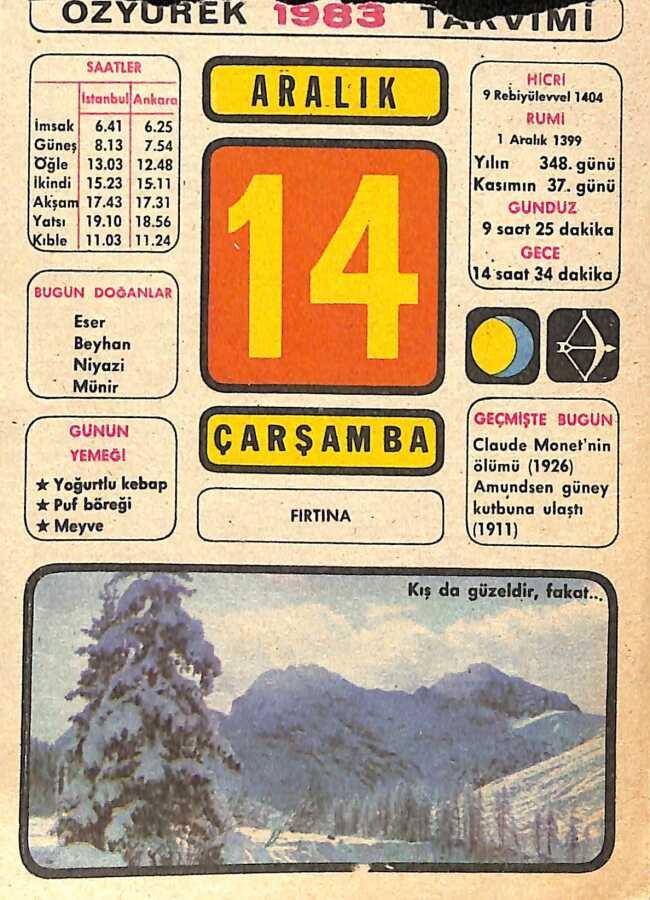 ÖZYÜREK 1983 TAKVİMİ
SAATLER
İstanbul Ankara
İmsak 6.41 6.25
Güneş 8.13 7.54
Öğle 13.03 12.48
İkindi 15.23 15.11
Akşam 17.43 17.31
Yatsı 19.10 18.56
Kıble 11.03 11.24
BUGÜN DOĞANLAR
Eser
Beyhan
Niyazi
Münir
GÜNÜN
YEMEĞİ
★ Yoğurtlu kebap
★ Puf böreği
★ Meyve
ARALIK
14
ÇARŞAMBA
FIRTINA
HİCRİ
9 Rebiyülevvel 1404
RUMİ
1 Aralık 1399
Yılın 348. günü
Kasımın 37. günü
GÜNDÜZ
9 saat 25 dakika
GECE
14 saat 34 dakika
GEÇMİŞTE BUGÜN
Claude Monet'nin
ölümü (1926)
Amundsen güney
kutbuna ulaştı
(1911)
Kış da güzeldir, fakat...